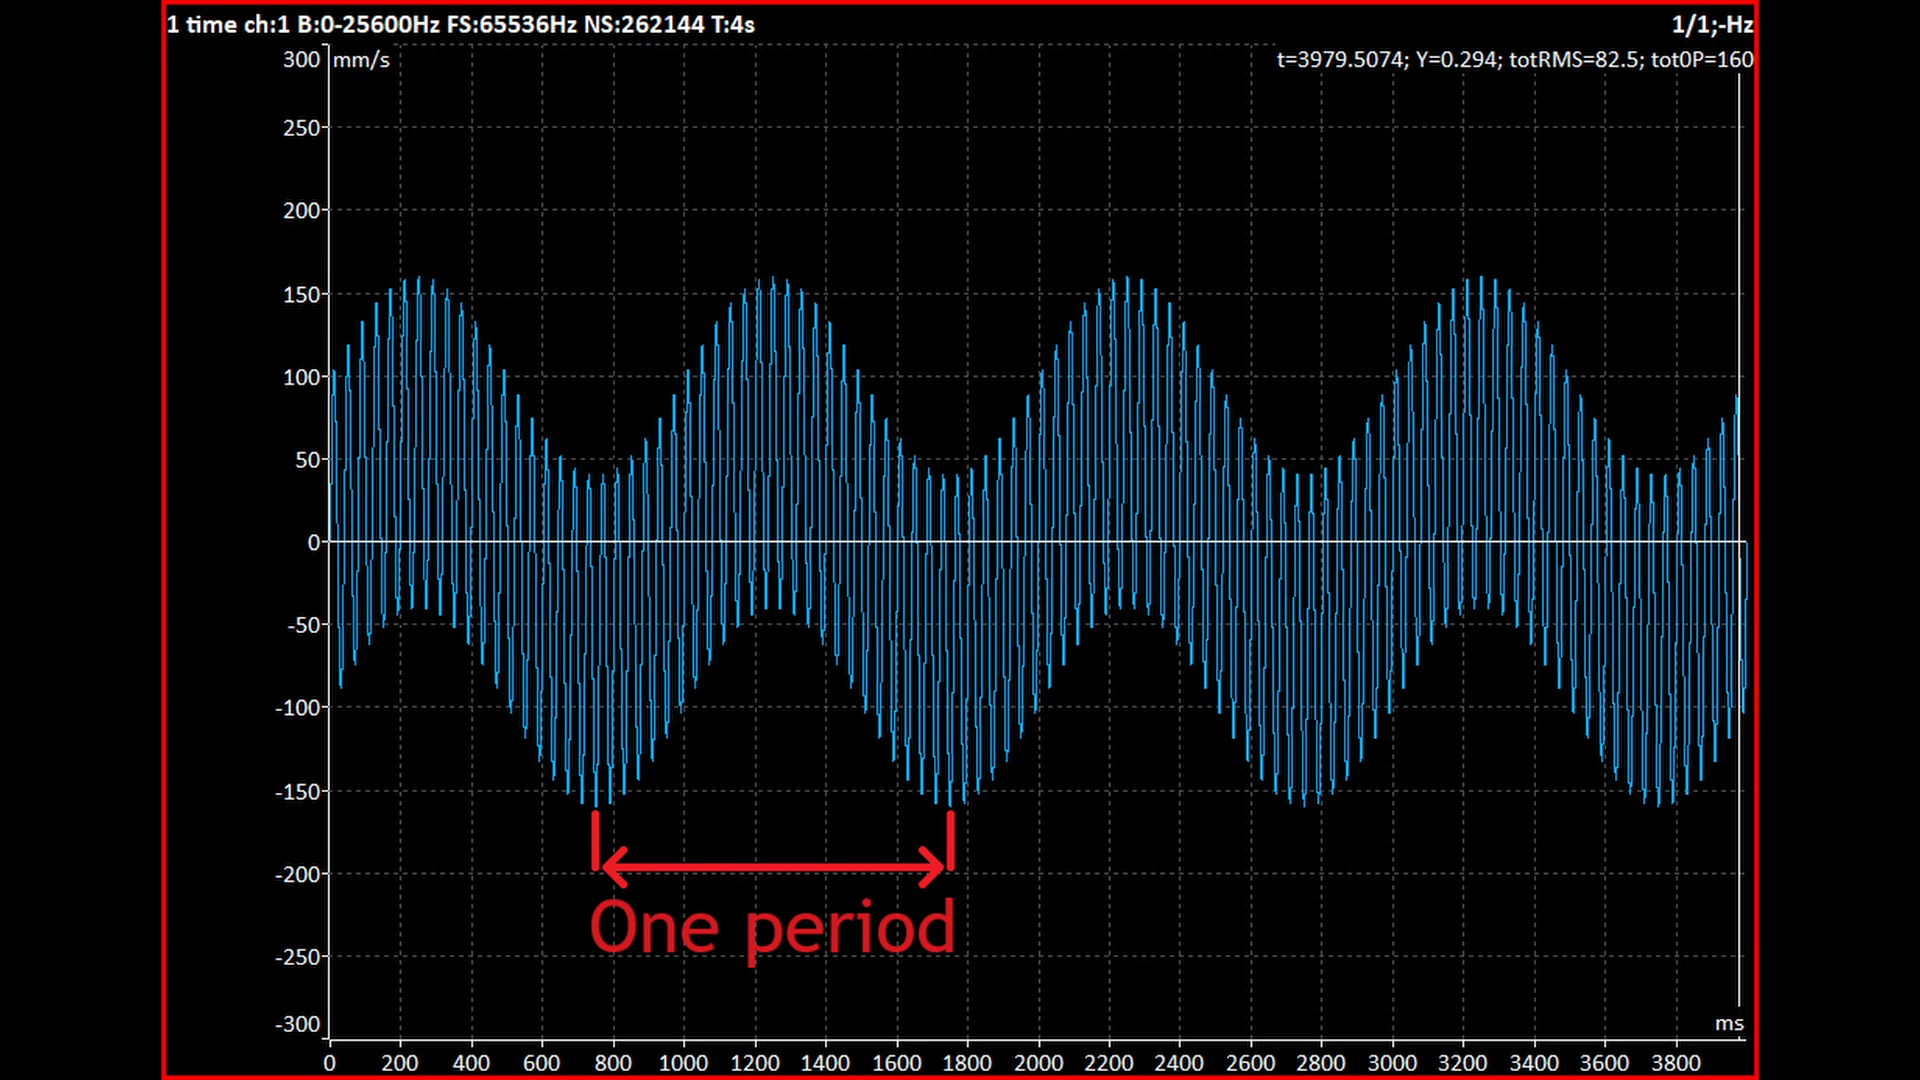 1 time ch:1 B:0-25600Hz FS:65536Hz NS:262144 T:4s 1/1;-Hz
300 mm/s t=3979.5074; Y=0.294; totRMS=82.5; tot0P=160
250
200
150
100
50
0
-50
-100
-150
-200
One period
-250
-300 ms
0 200 400 600 800 1000 1200 1400 1600 1800 2000 2200 2400 2600 2800 3000 3200 3400 3600 3800